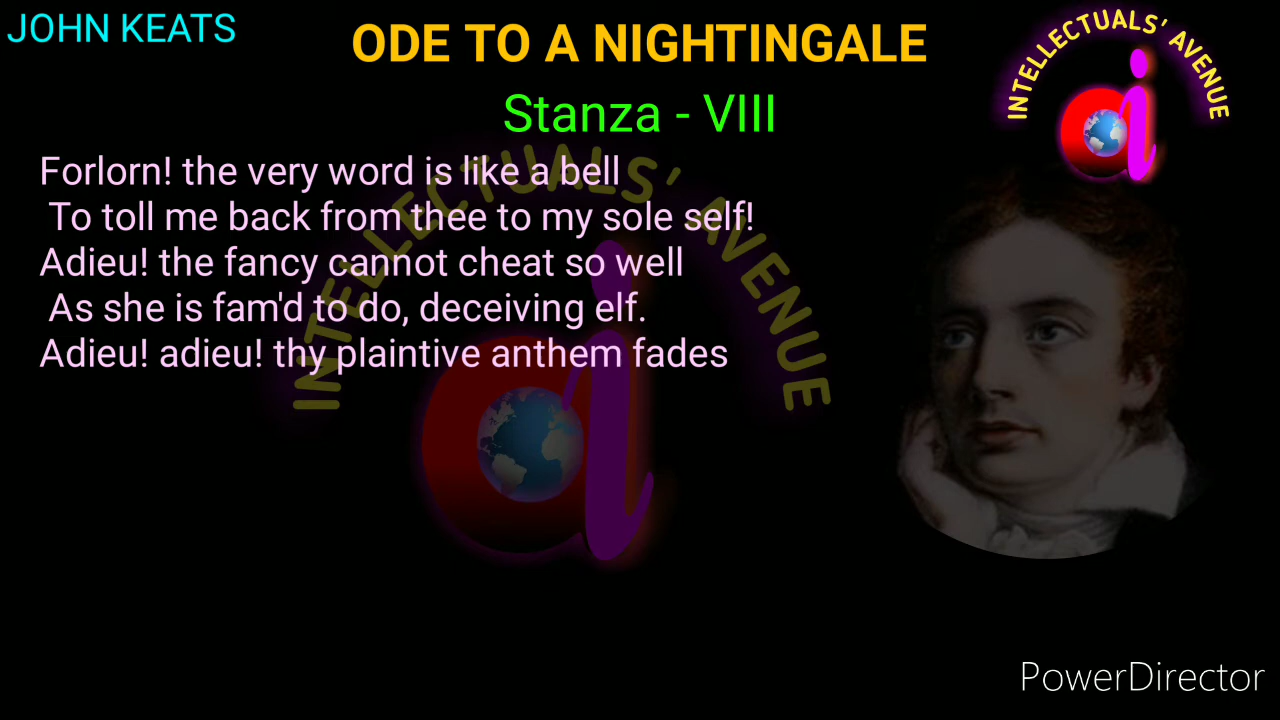 JOHN KEATS
ODE TO A NIGHTINGALE
INTELLECTUALS' AVENUE
Stanza - VIII
Forlorn! the very word is like a bell
To toll me back from thee to my sole self!
Adieu! the fancy cannot cheat so well
As she is fam'd to do, deceiving elf.
Adieu! adieu! thy plaintive anthem fades
INTELLECTUALS' AVENUE
PowerDirector